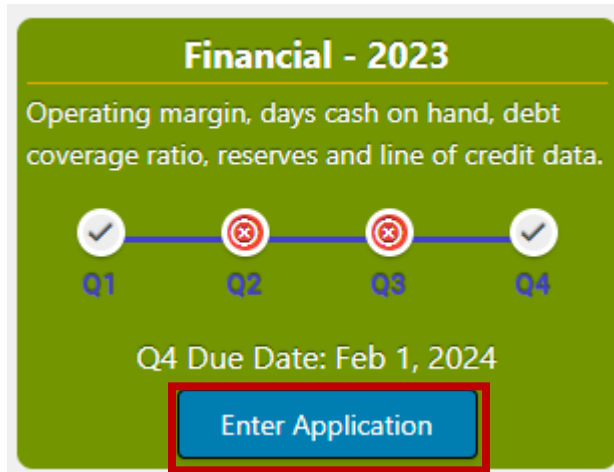 Financial - 2023
Operating margin, days cash on hand, debt
coverage ratio, reserves and line of credit data.
Q1 Q2 Q3 Q4
Q4 Due Date: Feb 1, 2024
Enter Application